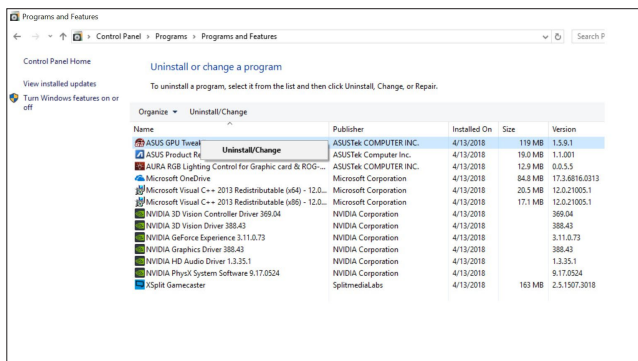 Programs and Features
Control Panel > Programs > Programs and Features
Search P
Control Panel Home
View installed updates
Turn Windows features on or
off
Uninstall or change a program
To uninstall a program, select it from the list and then click Uninstall, Change, or Repair.
Organize Uninstall/Change
Name Publisher Installed On Size Version
ASUS GPU Tweak ASUSTek COMPUTER INC. 4/13/2018 119 MB 1.5.9.1
Uninstall/Change
ASUS Product Re ASUSTek Computer Inc. 4/13/2018 19.0 MB 1.1.001
AURA RGB Lighting Control for Graphic card & ROG-... ASUSTek COMPUTER INC. 4/13/2018 12.9 MB 0.0.5.5
Microsoft OneDrive Microsoft Corporation 4/13/2018 84.8 MB 17.3.6816.0313
Microsoft Visual C++ 2013 Redistributable (x64) - 12.0... Microsoft Corporation 4/13/2018 20.5 MB 12.0.21005.1
Microsoft Visual C++ 2013 Redistributable (x86) - 12.0... Microsoft Corporation 4/13/2018 17.1 MB 12.0.21005.1
NVIDIA 3D Vision Controller Driver 369.04 NVIDIA Corporation 4/13/2018 369.04
NVIDIA 3D Vision Driver 388.43 NVIDIA Corporation 4/13/2018 388.43
NVIDIA GeForce Experience 3.11.0.73 NVIDIA Corporation 4/13/2018 3.11.0.73
NVIDIA Graphics Driver 388.43 NVIDIA Corporation 4/13/2018 388.43
NVIDIA HD Audio Driver 1.3.35.1 NVIDIA Corporation 4/13/2018 1.3.35.1
NVIDIA PhysX System Software 9.17.0524 NVIDIA Corporation 4/13/2018 9.17.0524
XSplit Gamecaster SplitmediaLabs 4/13/2018 163 MB 2.5.1507.3018